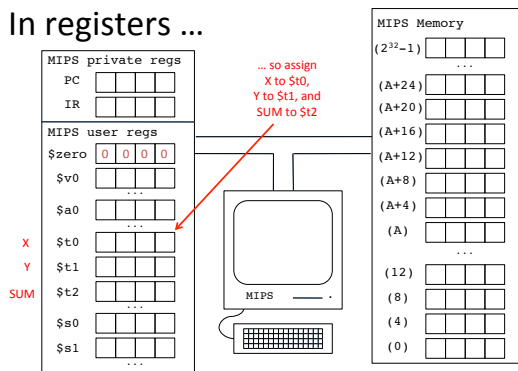 In registers …
MIPS private regs
PC
IR
MIPS user regs
$zero 0 0 0 0
$v0
...
$a0
...
X $t0
Y $t1
SUM $t2
...
$s0
$s1
...
... so assign
X to $t0,
Y to $t1, and
SUM to $t2
MIPS
MIPS Memory
(2³²−1)
...
(A+24)
(A+20)
(A+16)
(A+12)
(A+8)
(A+4)
(A)
...
(12)
(8)
(4)
(0)